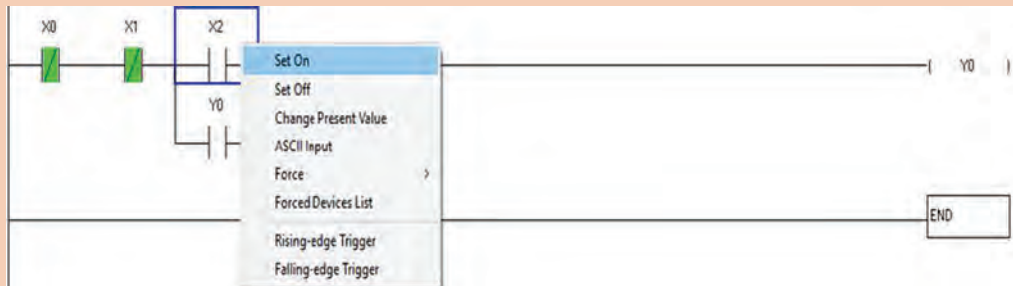 X0 X1 X2
Set On
Y0
Set Off
Y0
Change Present Value
ASCII Input
Force >
Forced Devices List
END
Rising-edge Trigger
Falling-edge Trigger